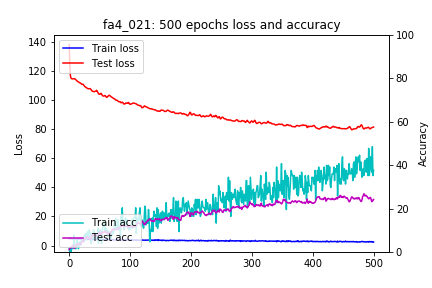 fa4_021: 500 epochs loss and accuracy
140
120
100
80
60
40
20
0
Loss
Train loss
Test loss
Train acc
Test acc
100
80
60
40
20
0
Accuracy
0 100 200 300 400 500